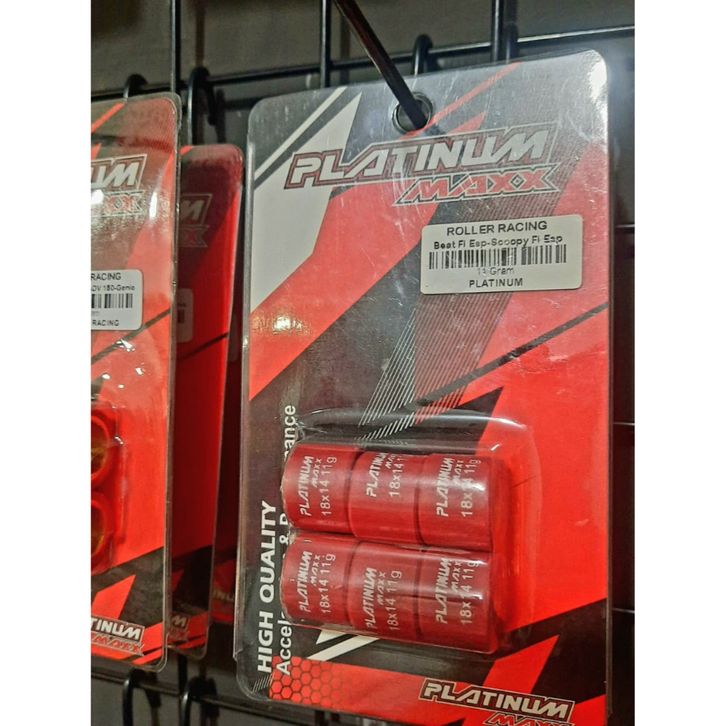 PLATINUM
MAXX
ROLLER RACING
Beat Fi Esp-Scoopy Fi Esp
11 Gram
PLATINUM
HIGH QUALITY
PLATINUM
MAXX
18x14 11g
PLATINUM
MAXX
18x14 11g
PLATINUM
MAXX
18x14 11g
PLATINUM
MAXX
18x14 11g
PLATINUM
MAXX
18x14 11g
PLATINUM
MAXX
18x14 11g
PLATINUM
MAXX
RACING
RACING
PLATINUM
MAXX